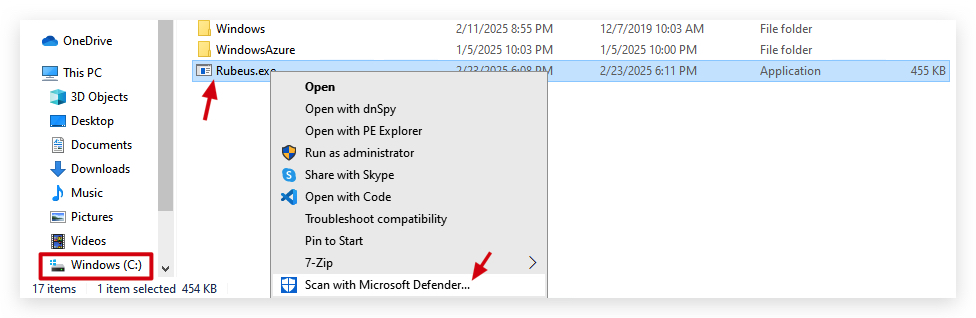 OneDrive
This PC
3D Objects
Desktop
Documents
Downloads
Music
Pictures
Videos
Windows (C:)
Windows 2/11/2025 8:55 PM 12/7/2019 10:03 AM File folder
WindowsAzure 1/5/2025 10:03 PM 1/5/2025 10:00 PM File folder
Rubeus.exe 2/23/2025 6:08 PM 2/23/2025 6:11 PM Application 455 KB
Open
Open with dnSpy
Open with PE Explorer
Run as administrator
Share with Skype
Open with Code
Troubleshoot compatibility
Pin to Start
7-Zip
Scan with Microsoft Defender...
17 items 1 item selected 454 KB